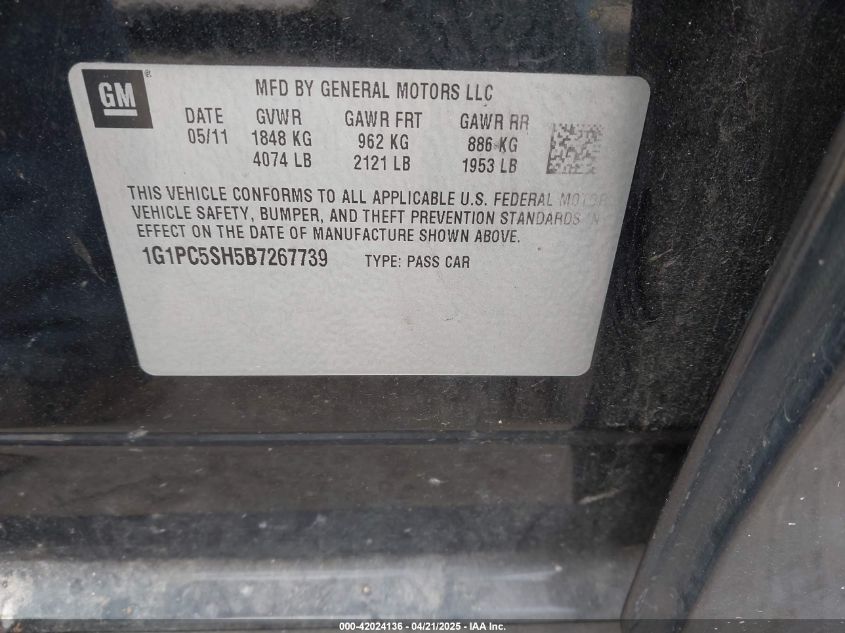 GM ®
MFD BY GENERAL MOTORS LLC
DATE GVWR GAWR FRT GAWR RR
05/11 1848 KG 962 KG 886 KG
4074 LB 2121 LB 1953 LB
THIS VEHICLE CONFORMS TO ALL APPLICABLE U.S. FEDERAL MOTOR
VEHICLE SAFETY, BUMPER, AND THEFT PREVENTION STANDARDS IN
EFFECT ON THE DATE OF MANUFACTURE SHOWN ABOVE.
1G1PC5SH5B7267739 TYPE: PASS CAR
000-42024136 - 04/21/2025 - IAA Inc.